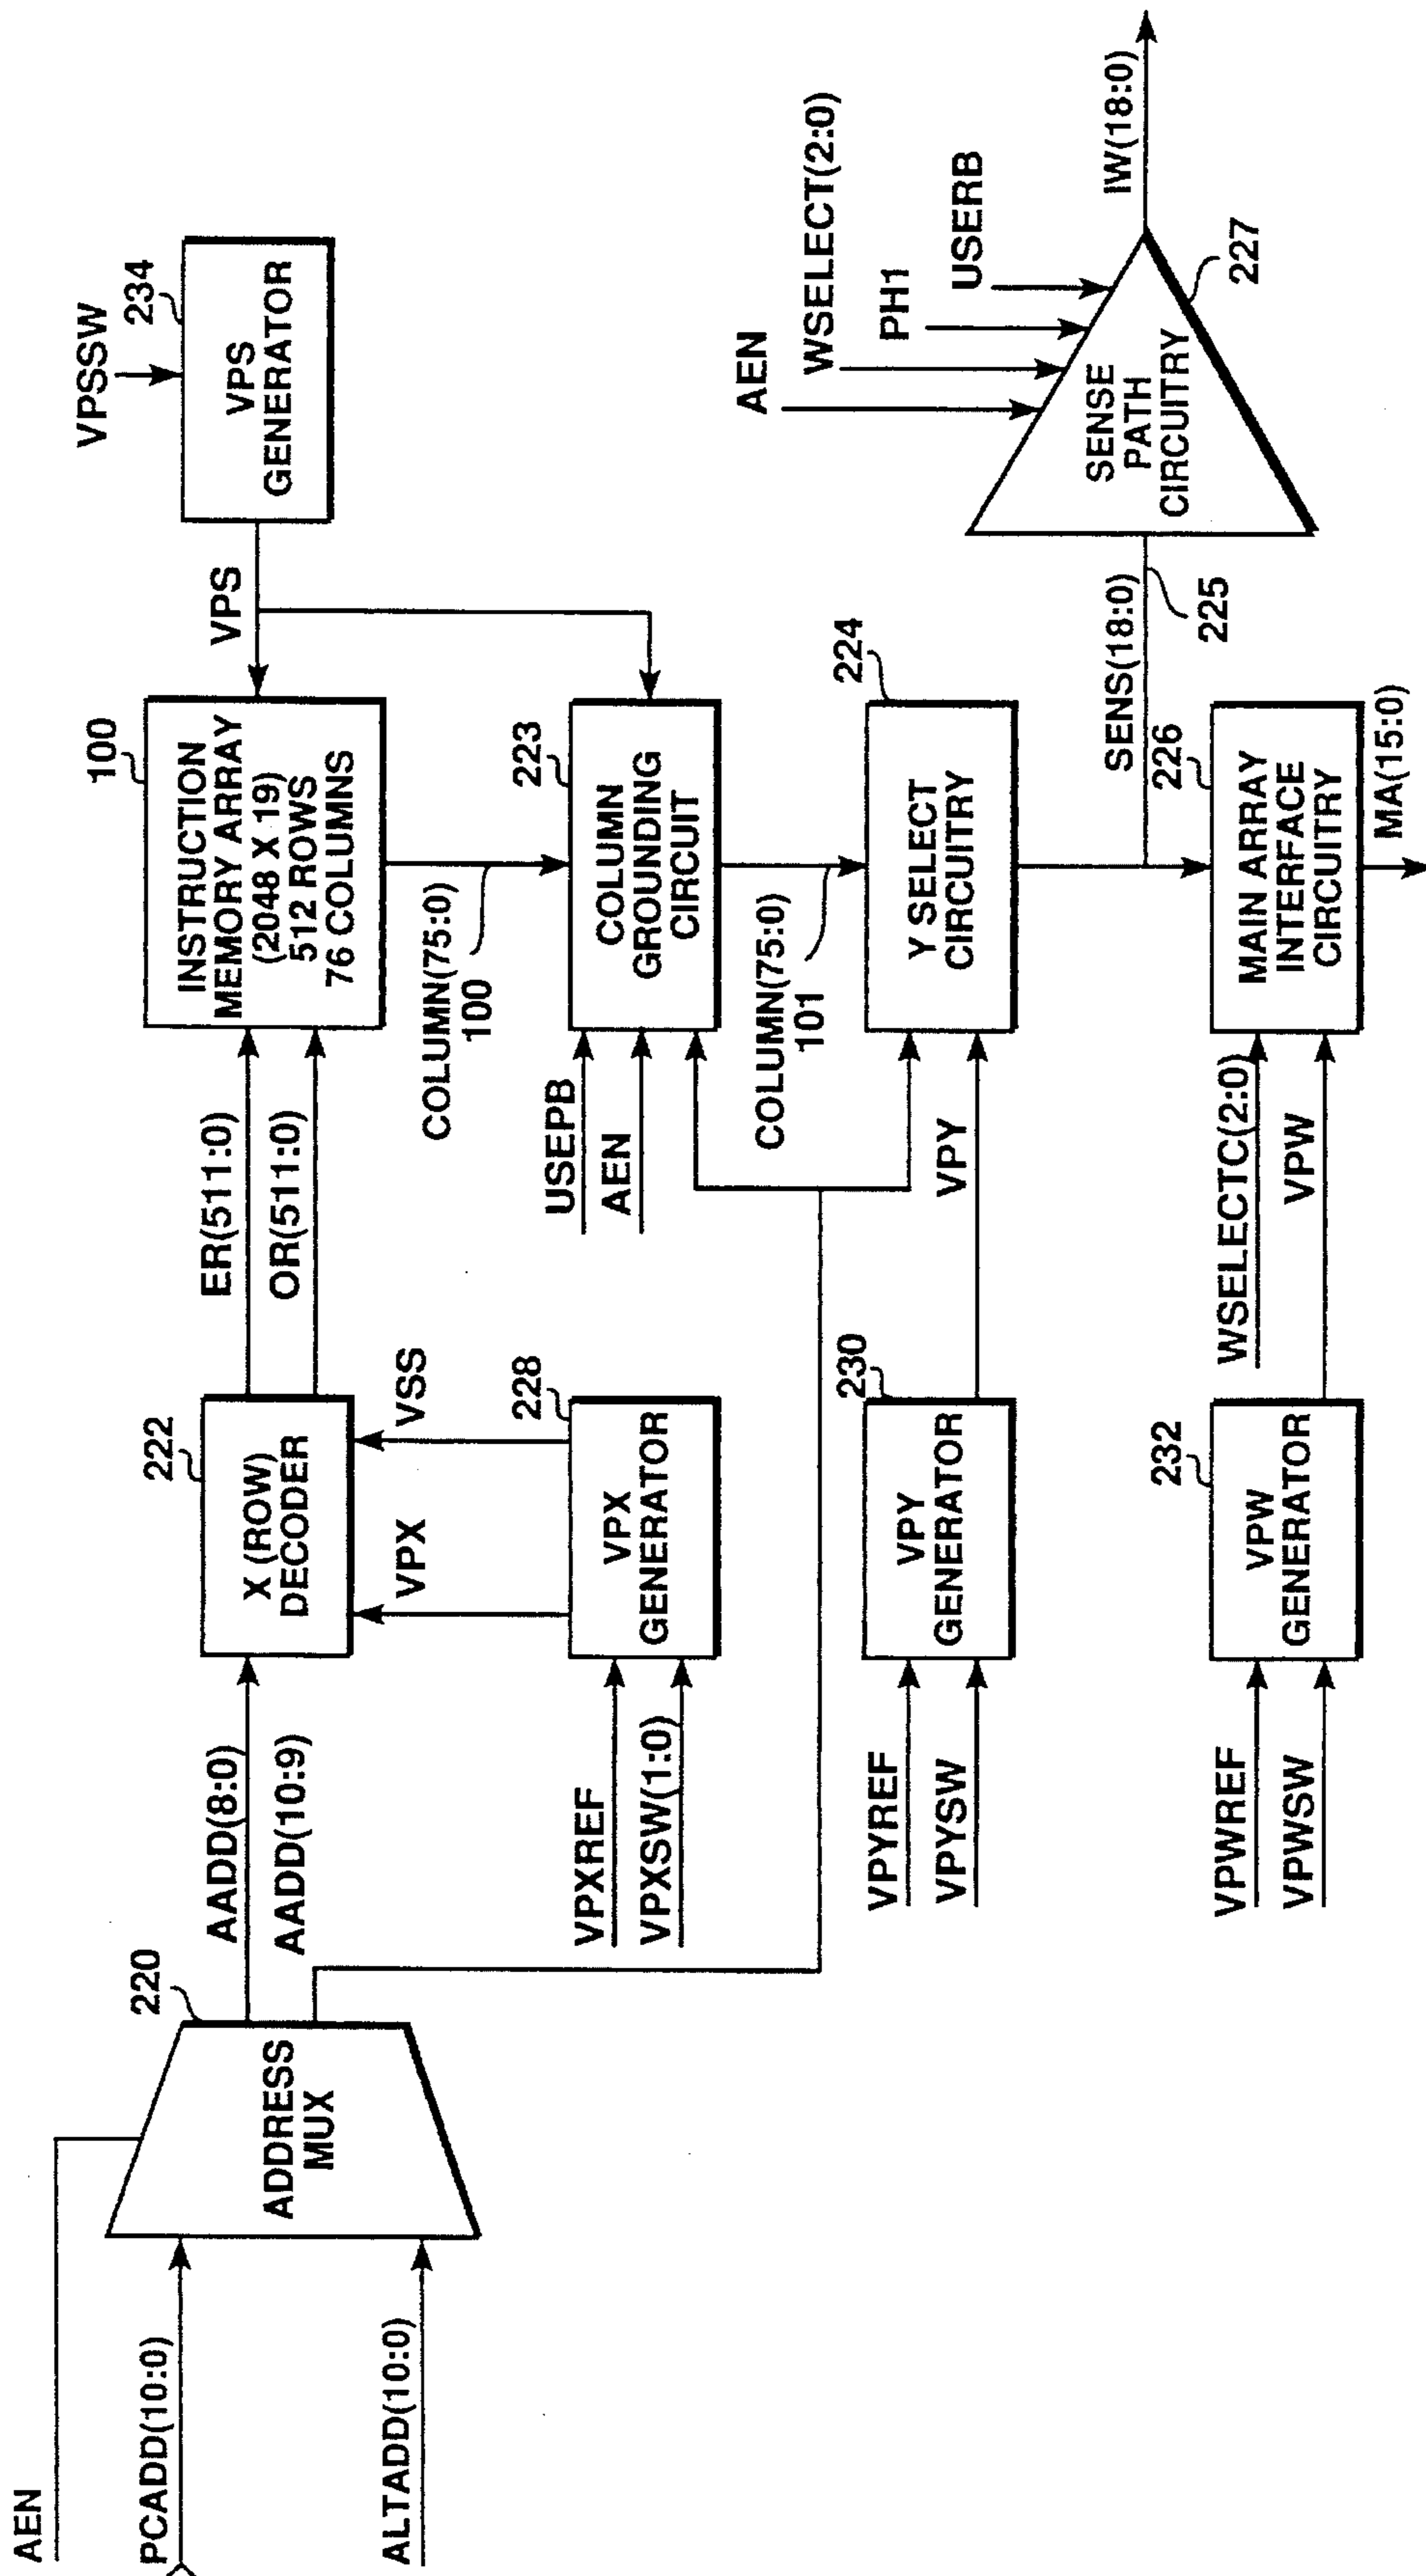 AEN
PCADD(10:0)
ALTADD(10:0)
220
ADDRESS
MUX
AADD(8:0)
AADD(10:9)
222
X (ROW)
DECODER
ER(511:0)
OR(511:0)
100
INSTRUCTION
MEMORY ARRAY
(2048 X 19)
512 ROWS
76 COLUMNS
VPS
VPSSW
234
VPS
GENERATOR
VPX
VSS
VPXREF
VPXSW(1:0)
228
VPX
GENERATOR
COLUMN(75:0)
100
USEPB
AEN
223
COLUMN
GROUNDING
CIRCUIT
COLUMN(75:0)
101
VPYREF
VPYSW
230
VPY
GENERATOR
VPY
224
Y SELECT
CIRCUITRY
SENS(18:0)
225
AEN
WSELECT(2:0)
PH1
USERB
SENSE
PATH
CIRCUITRY
227
IW(18:0)
VPWREF
VPWSW
232
VPW
GENERATOR
WSELECTC(2:0)
VPW
226
MAIN ARRAY
INTERFACE
CIRCUITRY
MA(15:0)